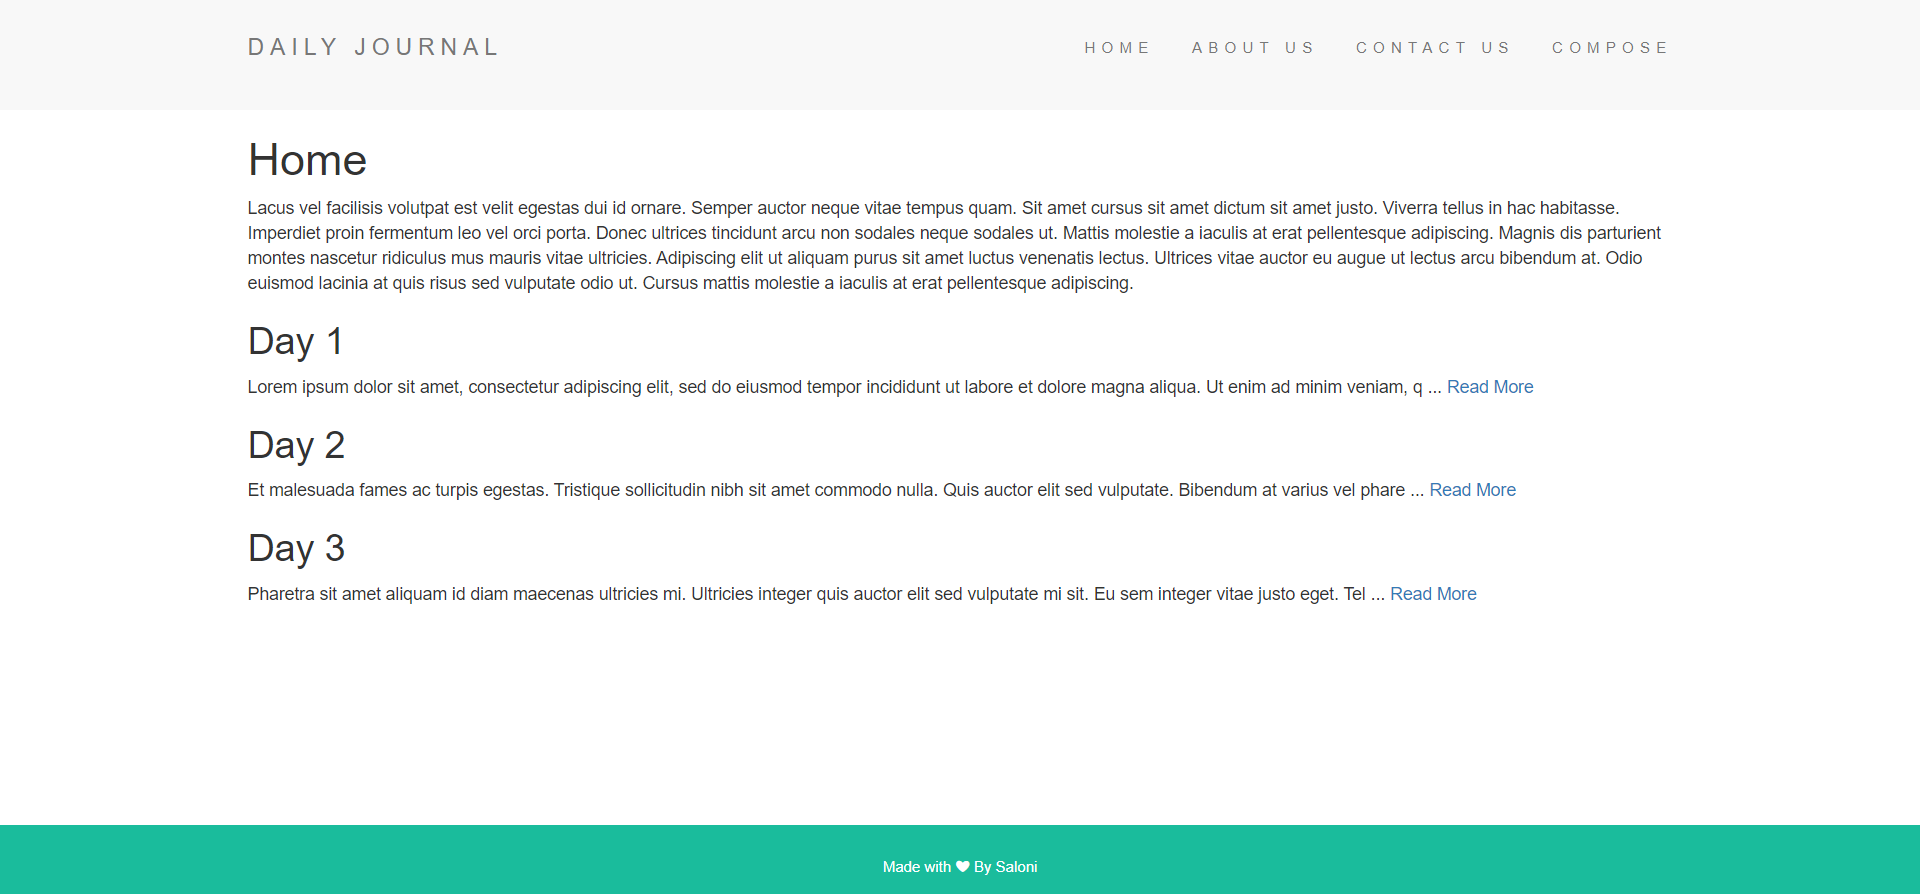 DAILY JOURNAL
HOME ABOUT US CONTACT US COMPOSE
Home
Lacus vel facilisis volutpat est velit egestas dui id ornare. Semper auctor neque vitae tempus quam. Sit amet cursus sit amet dictum sit amet justo. Viverra tellus in hac habitasse.
Imperdiet proin fermentum leo vel orci porta. Donec ultrices tincidunt arcu non sodales neque sodales ut. Mattis molestie a iaculis at erat pellentesque adipiscing. Magnis dis parturient
montes nascetur ridiculus mus mauris vitae ultricies. Adipiscing elit ut aliquam purus sit amet luctus venenatis lectus. Ultrices vitae auctor eu augue ut lectus arcu bibendum at. Odio
euismod lacinia at quis risus sed vulputate odio ut. Cursus mattis molestie a iaculis at erat pellentesque adipiscing.
Day 1
Lorem ipsum dolor sit amet, consectetur adipiscing elit, sed do eiusmod tempor incididunt ut labore et dolore magna aliqua. Ut enim ad minim veniam, q ... Read More
Day 2
Et malesuada fames ac turpis egestas. Tristique sollicitudin nibh sit amet commodo nulla. Quis auctor elit sed vulputate. Bibendum at varius vel phare ... Read More
Day 3
Pharetra sit amet aliquam id diam maecenas ultricies mi. Ultricies integer quis auctor elit sed vulputate mi sit. Eu sem integer vitae justo eget. Tel ... Read More
Made with ♥ By Saloni